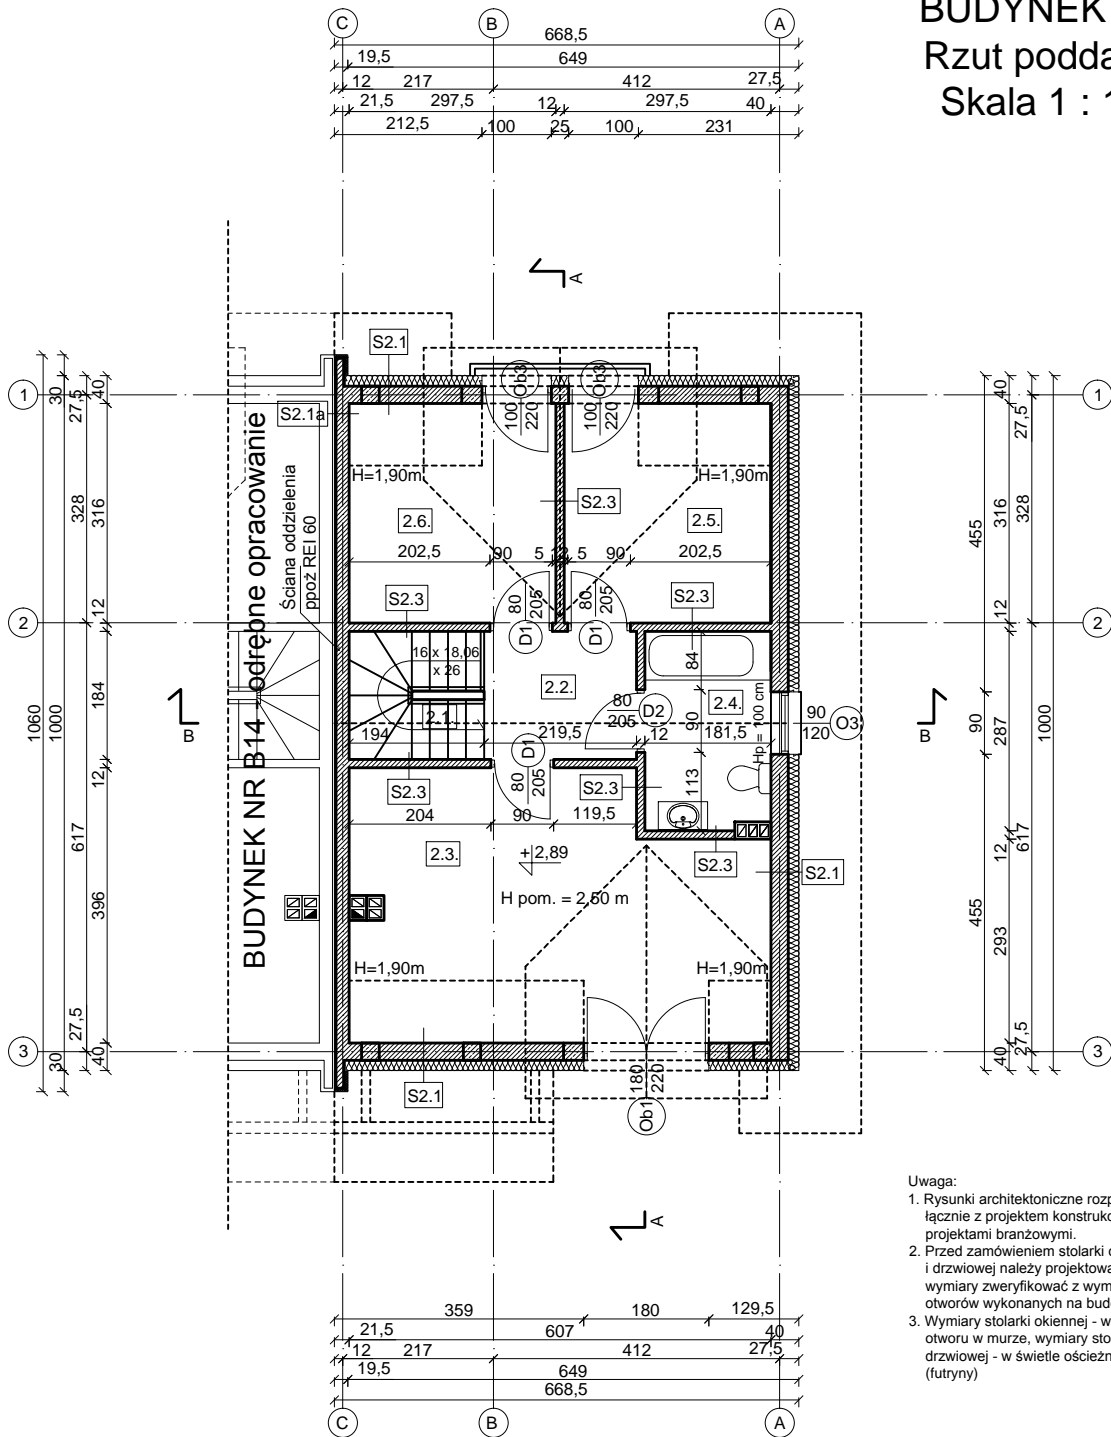 BUDYNEK
Rzut podda
Skala 1 : 1
C
B
A
668,5
19,5
649
12
217
412
27,5
21,5
297,5
12
297,5
40
212,5
100
25
100
231
A
S2.1
S2.1a
Ob3
Ob3
100
220
100
220
1
1
H=1,90m
H=1,90m
S2.3
2.6.
2.5.
202,5
90
5
5
90
202,5
S2.3
S2.3
80
205
80
205
D1
D1
2
2
Ściana oddzielenia
ppoż REI 60
BUDYNEK NR B14 - odrębne opracowanie
16 x 18,06
x 26
2.2.
84
2.4.
80
205
D2
90
Hp = 100 cm
90
120
O3
B
B
2.1.
194
219,5
12
181,5
D1
80
205
S2.3
S2.3
113
204
90
119,5
2.3.
+2,89
S2.3
S2.1
H pom. = 2,50 m
H=1,90m
H=1,90m
3
3
180
220
Ob1
S2.1
A
1060
30
1000
30
27,5
328
617
27,5
40
316
12
184
12
396
40
455
90
455
40
316
12
287
12
293
40
27,5
328
617
27,5
1000
359
180
129,5
21,5
607
40
12
217
412
27,5
19,5
649
668,5
C
B
A
Uwaga:
1. Rysunki architektoniczne rozp
łącznie z projektem konstrukc
projektami branżowymi.
2. Przed zamówieniem stolarki o
i drzwiowej należy projektowa
wymiary zweryfikować z wym
otworów wykonanych na bud
3. Wymiary stolarki okiennej - w
otworu w murze, wymiary sto
drzwiowej - w świetle ościeżn
(futryny)